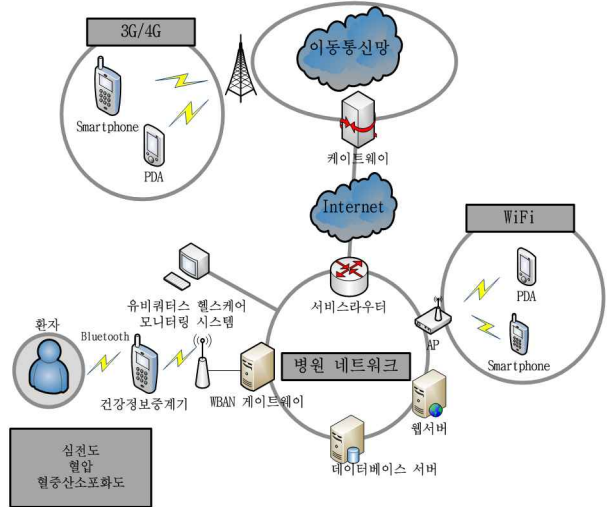 3G/4G
Smartphone
PDA
이동통신망
케이트웨이
Internet
WiFi
PDA
Smartphone
AP
서비스라우터
유비쿼터스 헬스케어
모니터링 시스템
환자
Bluetooth
건강정보중계기
WBAN 게이트웨이
병원 네트워크
웹서버
데이터베이스 서버
심전도
혈압
혈중산소포화도